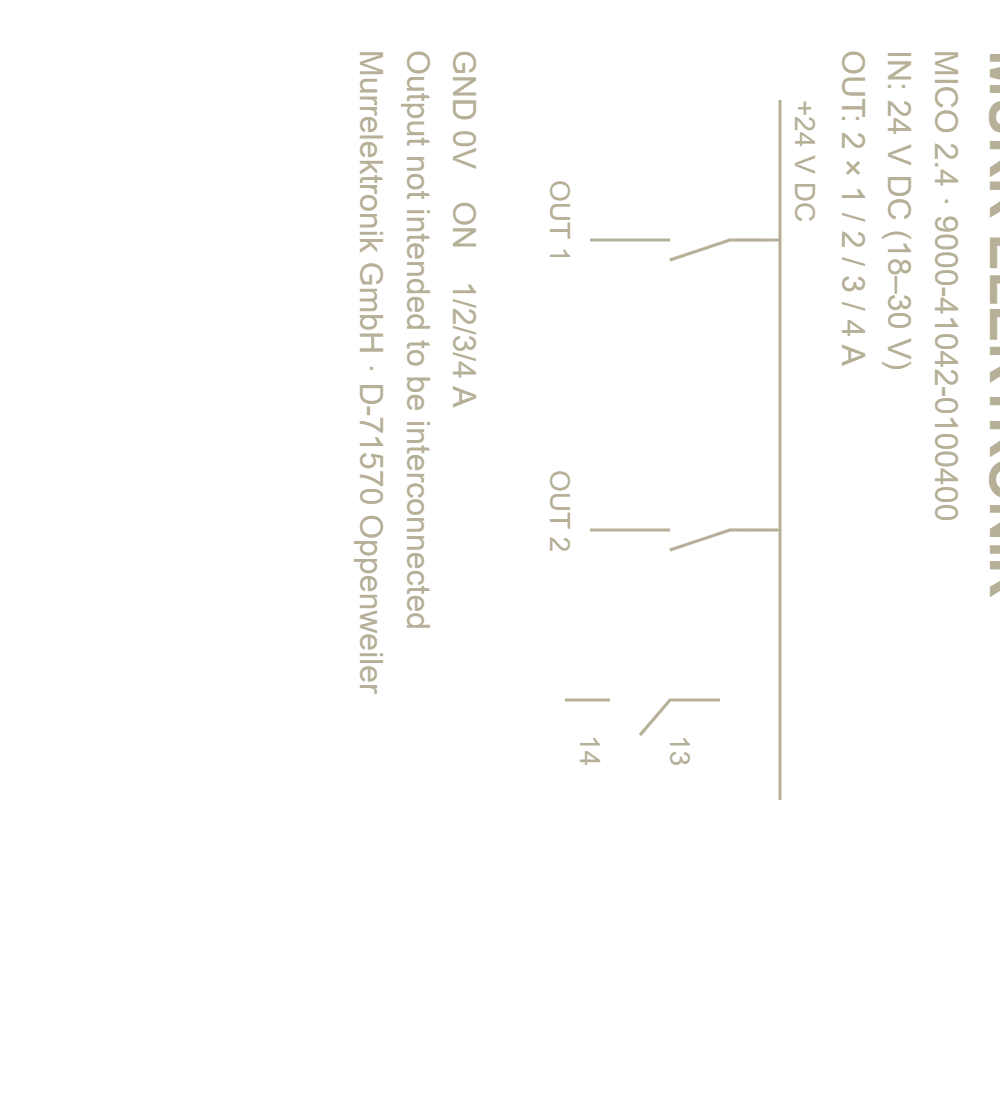 MURR ELEKTRONIK
MICO 2.4 · 9000-41042-0100400
IN: 24 V DC (18–30 V)
OUT: 2 × 1 / 2 / 3 / 4 A
+24 V DC
OUT 1
OUT 2
13
14
GND 0V ON 1/2/3/4 A
Output not intended to be interconnected
Murrelektronik GmbH · D-71570 Oppenweiler